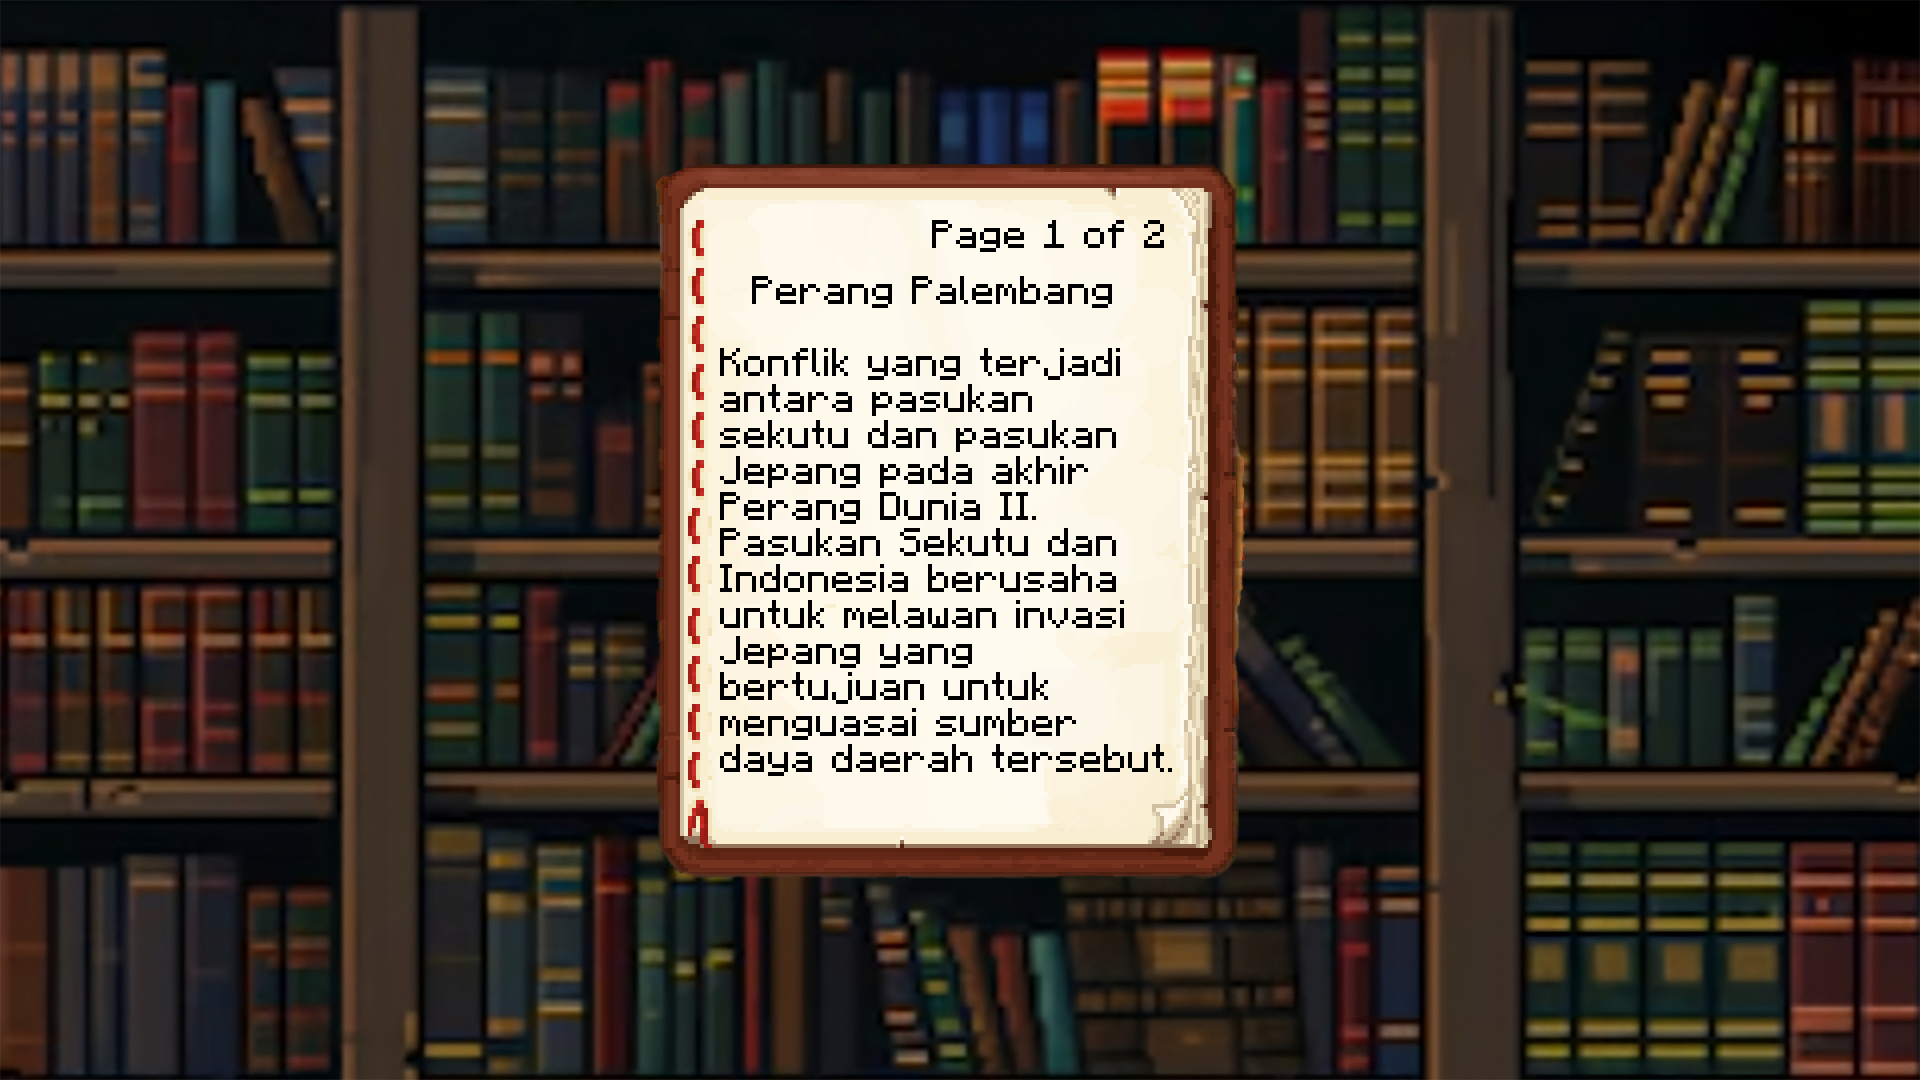 Page 1 of 2
Perang Palembang
Konflik yang terjadi
antara pasukan
sekutu dan pasukan
Jepang pada akhir
Perang Dunia II.
Pasukan Sekutu dan
Indonesia berusaha
untuk melawan invasi
Jepang yang
bertujuan untuk
menguasai sumber
daya daerah tersebut.